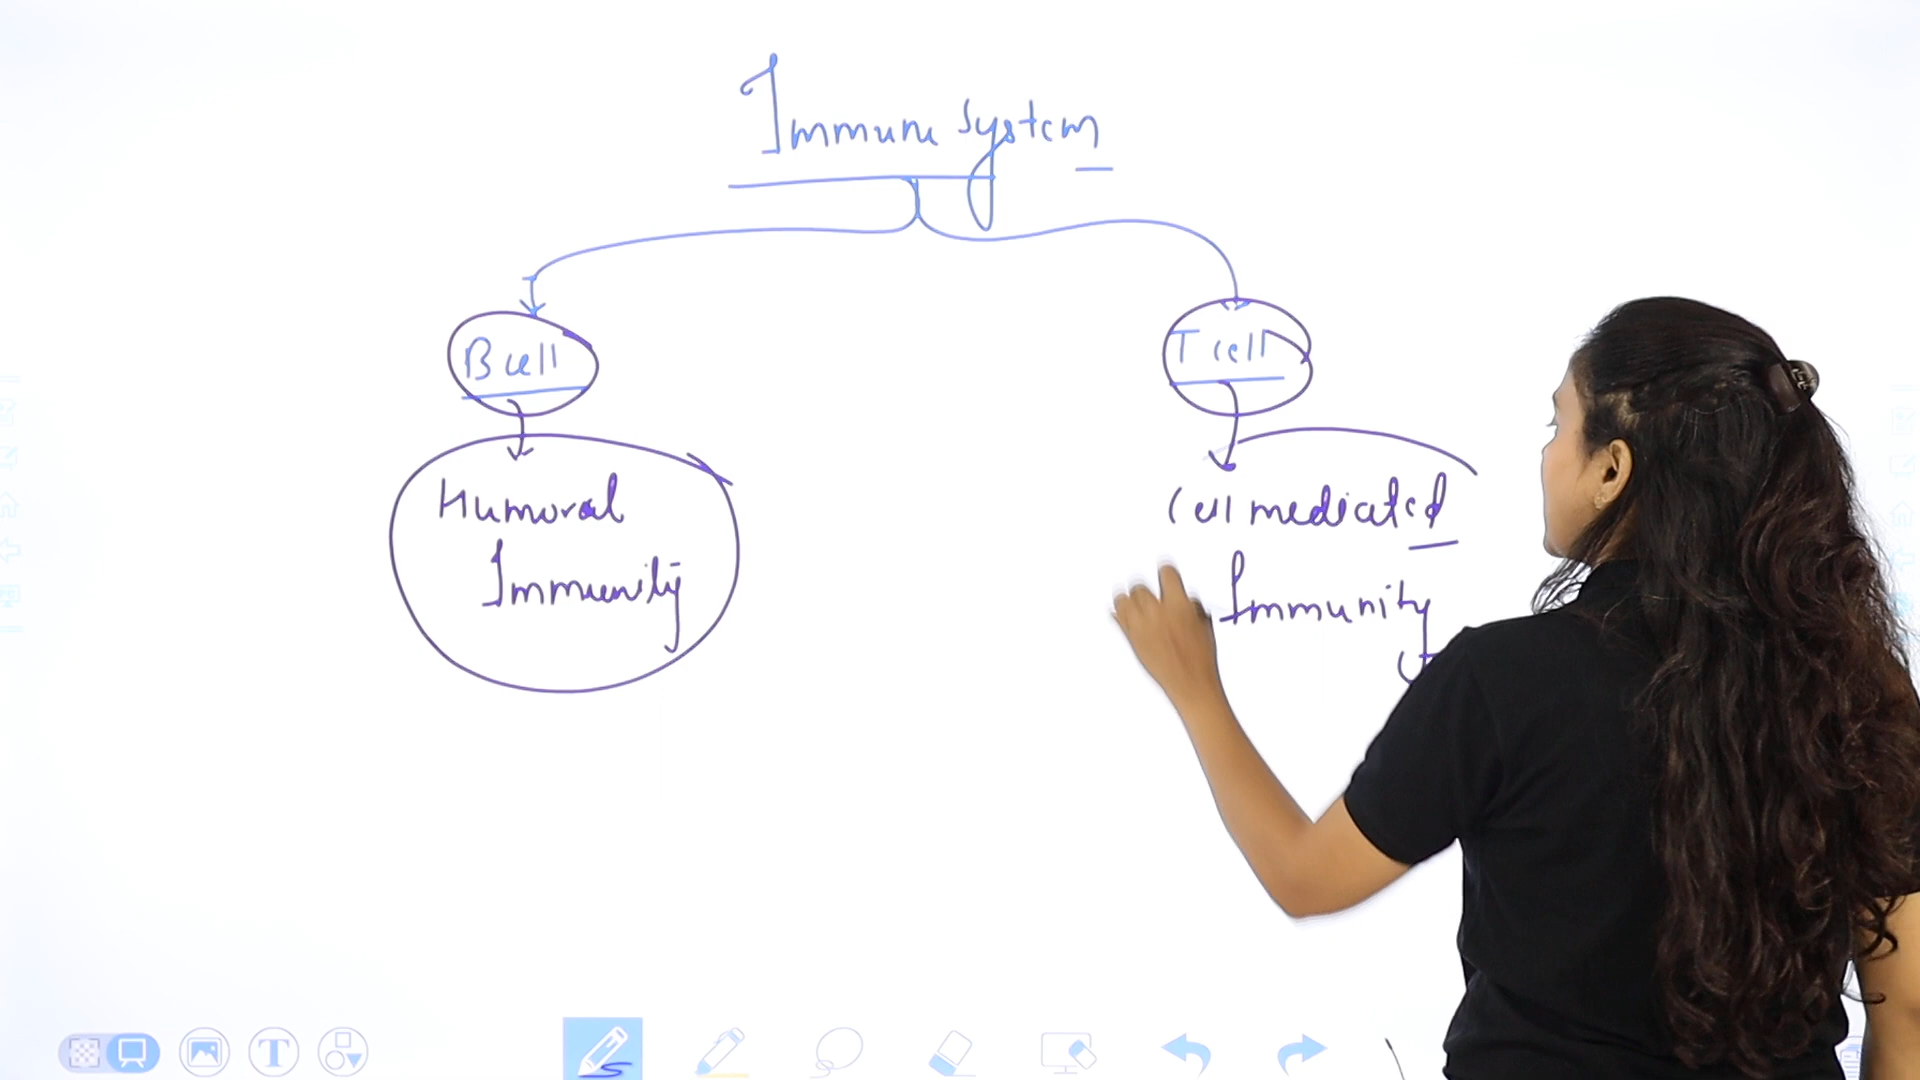 Immune System
B cell
T cell
Humoral
Immunity
Cell mediated
Immunity
T